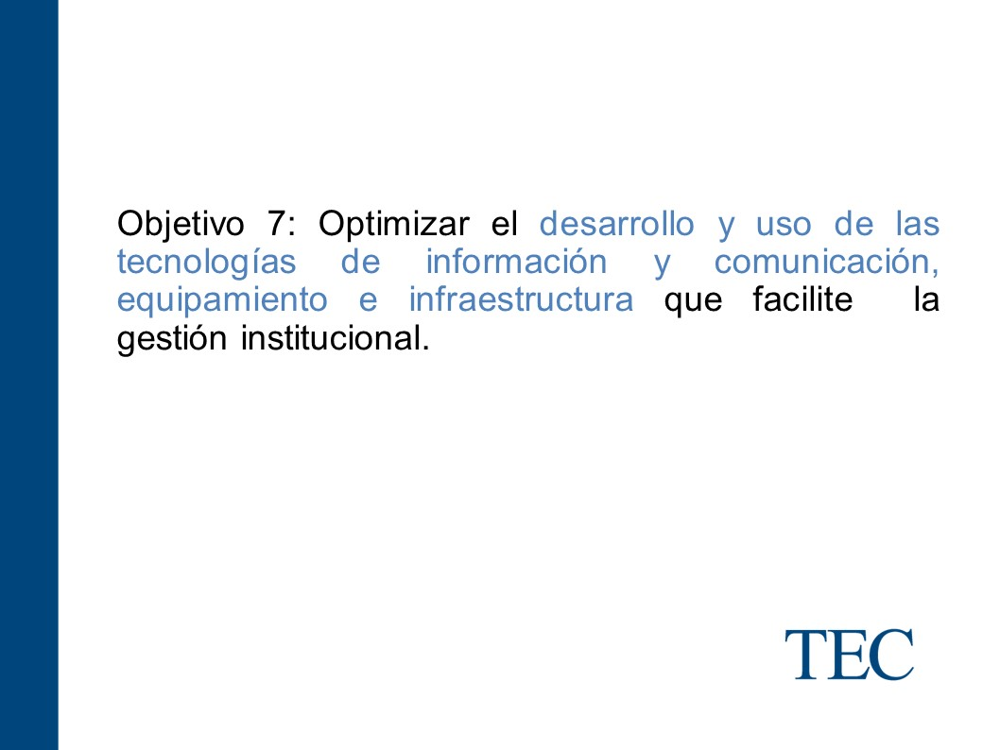 Objetivo 7: Optimizar el desarrollo y uso de las
tecnologías de información y comunicación,
equipamiento e infraestructura que facilite la
gestión institucional.
TEC